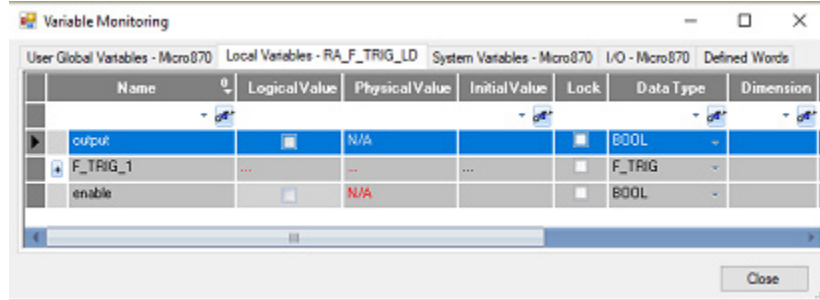 Variable Monitoring
User Global Variables - Micro870 Local Variables - RA_F_TRIG_LD System Variables - Micro870 I/O - Micro870 Defined Words
Name Logical Value Physical Value Initial Value Lock Data Type Dimension
output N/A BOOL
F_TRIG_1 ... ... ... F_TRIG
enable N/A BOOL
Close